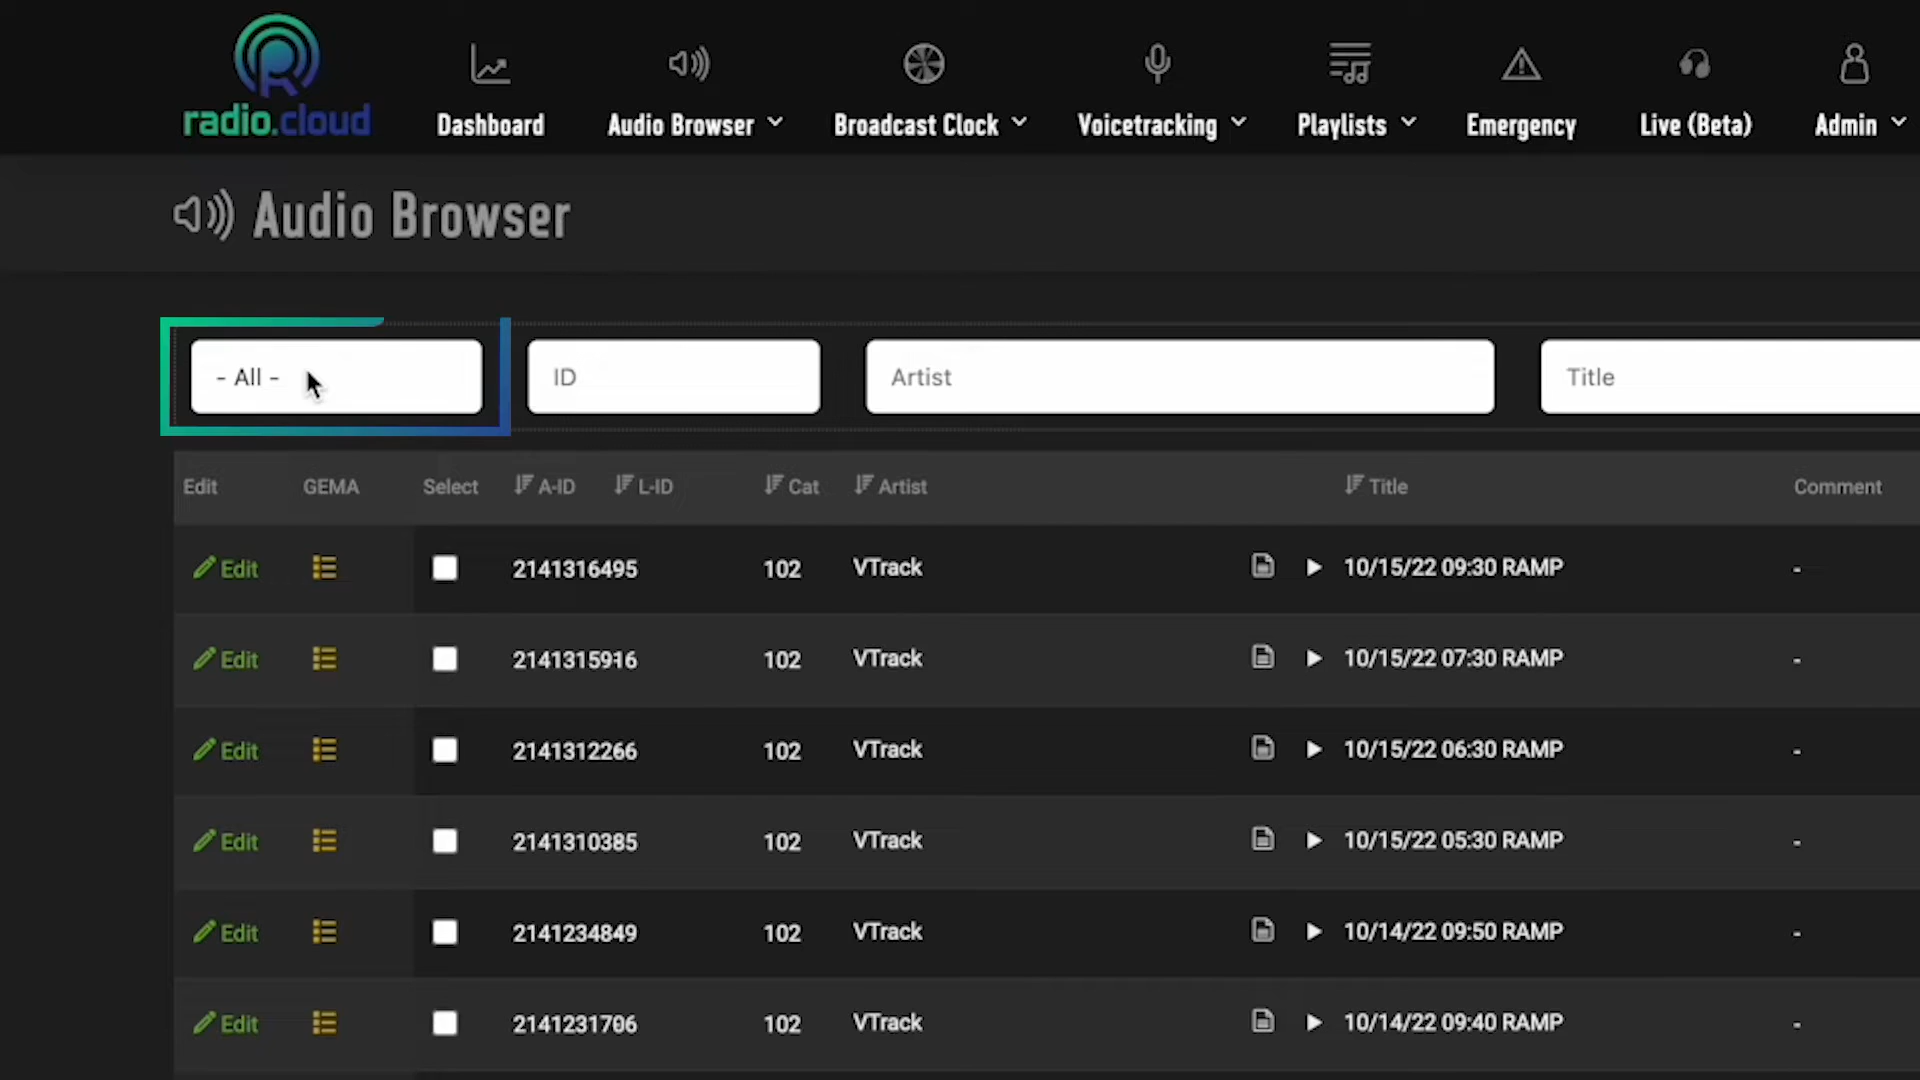 radio.cloud
Dashboard Audio Browser Broadcast Clock Voicetracking Playlists Emergency Live (Beta) Admin
Audio Browser
- All - ID Artist Title
Edit GEMA Select A-ID L-ID Cat Artist Title Comment
Edit 2141316495 - 102 VTrack 10/15/22 09:30 RAMP -
Edit 2141315916 - 102 VTrack 10/15/22 07:30 RAMP -
Edit 2141312266 - 102 VTrack 10/15/22 06:30 RAMP -
Edit 2141310385 - 102 VTrack 10/15/22 05:30 RAMP -
Edit 2141234849 - 102 VTrack 10/14/22 09:50 RAMP -
Edit 2141231706 - 102 VTrack 10/14/22 09:40 RAMP -